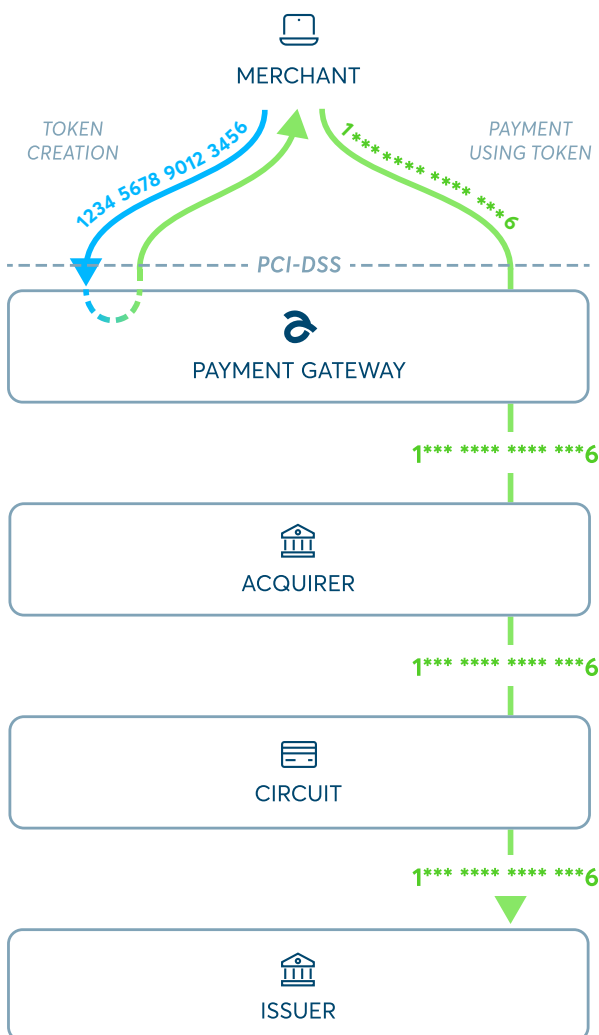 MERCHANT
TOKEN
CREATION
1234 5678 9012 3456
1*** **** **** ***6
PAYMENT
USING TOKEN
PCI-DSS
PAYMENT GATEWAY
1*** **** **** ***6
ACQUIRER
1*** **** **** ***6
CIRCUIT
1*** **** **** ***6
ISSUER